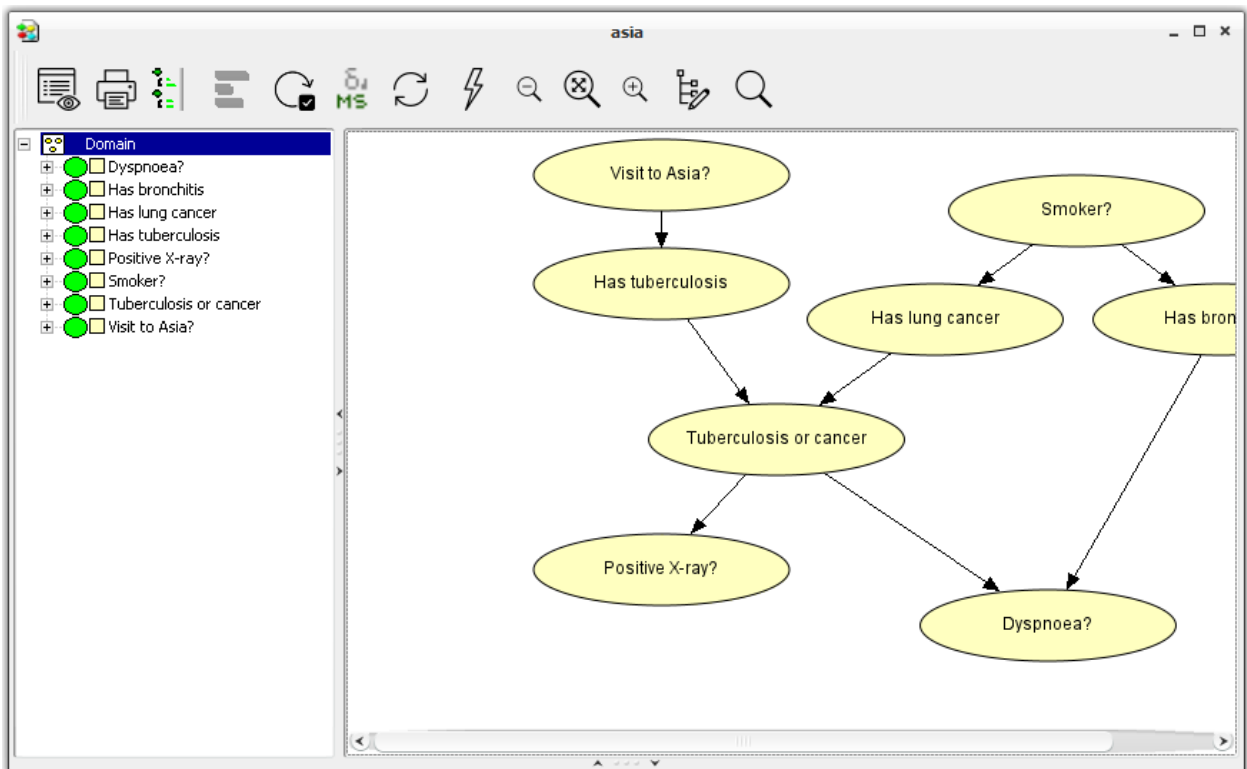 asia
δ
MS
Domain
Dyspnoea?
Has bronchitis
Has lung cancer
Has tuberculosis
Positive X-ray?
Smoker?
Tuberculosis or cancer
Visit to Asia?
Visit to Asia?
Smoker?
Has tuberculosis
Has lung cancer
Has bron
Tuberculosis or cancer
Positive X-ray?
Dyspnoea?